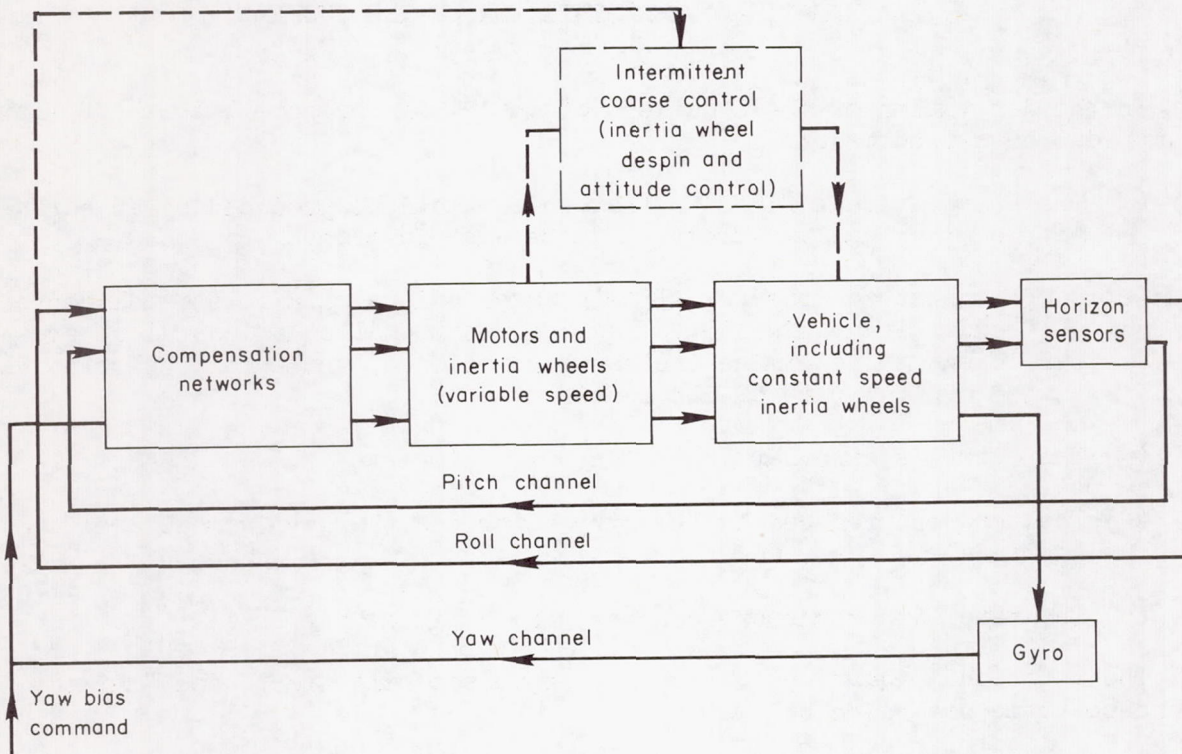 Intermittent
coarse control
(inertia wheel
despin and
attitude control)
Compensation
networks
Motors and
inertia wheels
(variable speed)
Vehicle,
including
constant speed
inertia wheels
Horizon
sensors
Pitch channel
Roll channel
Yaw channel
Gyro
Yaw bias
command